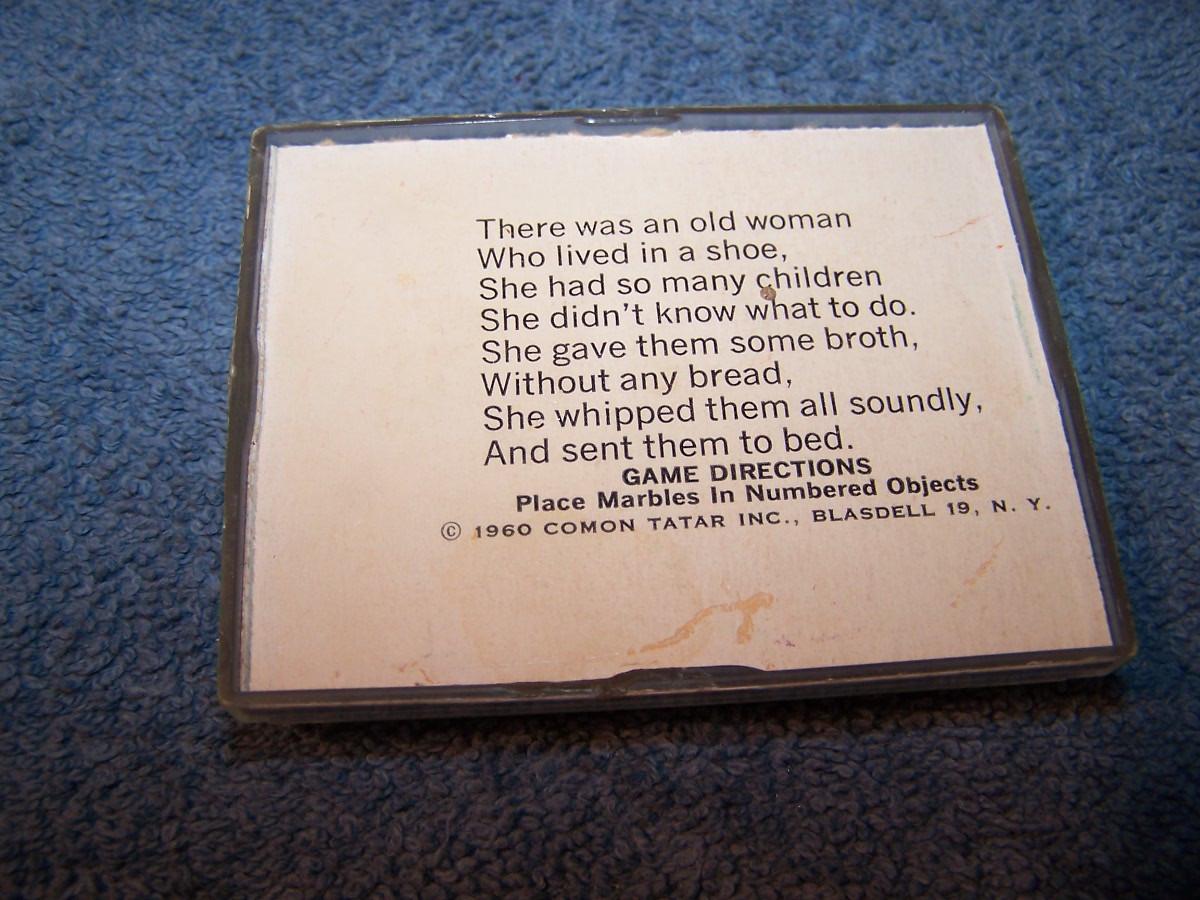 There was an old woman
Who lived in a shoe,
She had so many children
She didn't know what to do.
She gave them some broth,
Without any bread,
She whipped them all soundly,
And sent them to bed.
GAME DIRECTIONS
Place Marbles In Numbered Objects
© 1960 COMON TATAR INC., BLASDELL 19, N. Y.